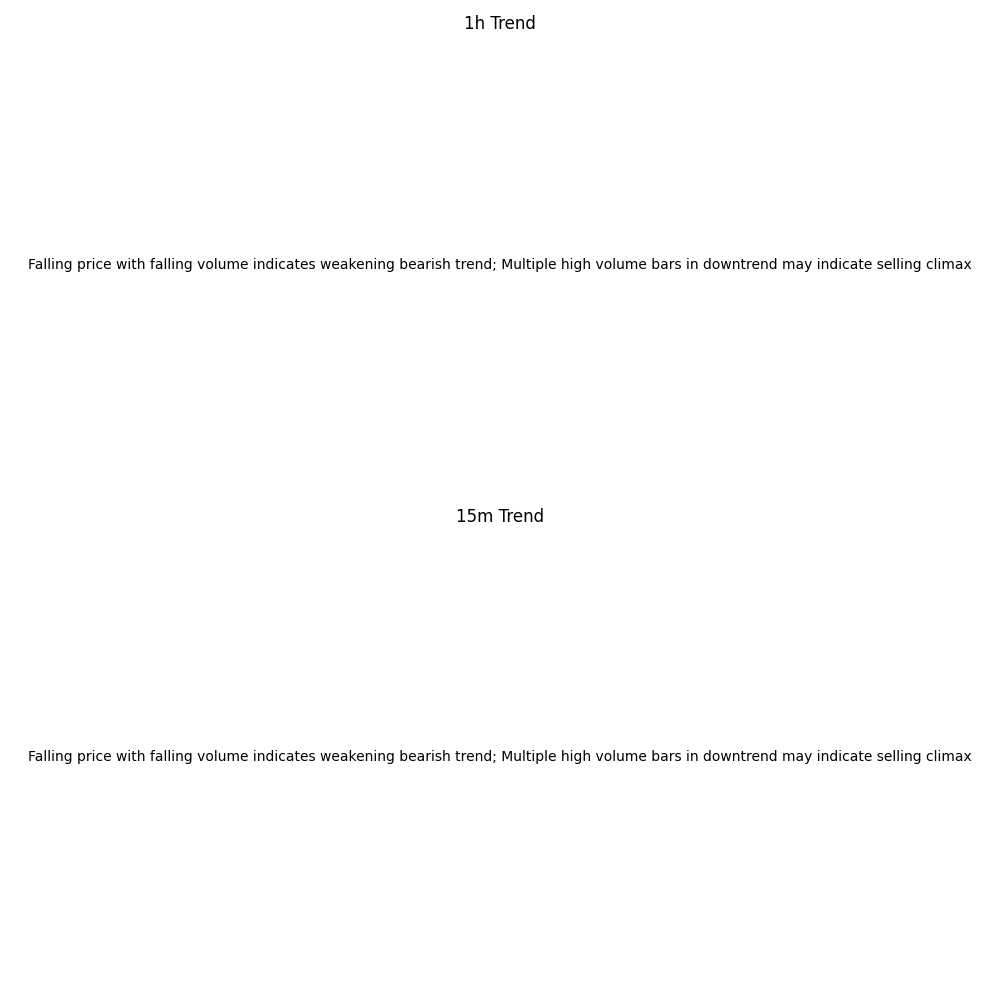 1h Trend
Falling price with falling volume indicates weakening bearish trend; Multiple high volume bars in downtrend may indicate selling climax
15m Trend
Falling price with falling volume indicates weakening bearish trend; Multiple high volume bars in downtrend may indicate selling climax